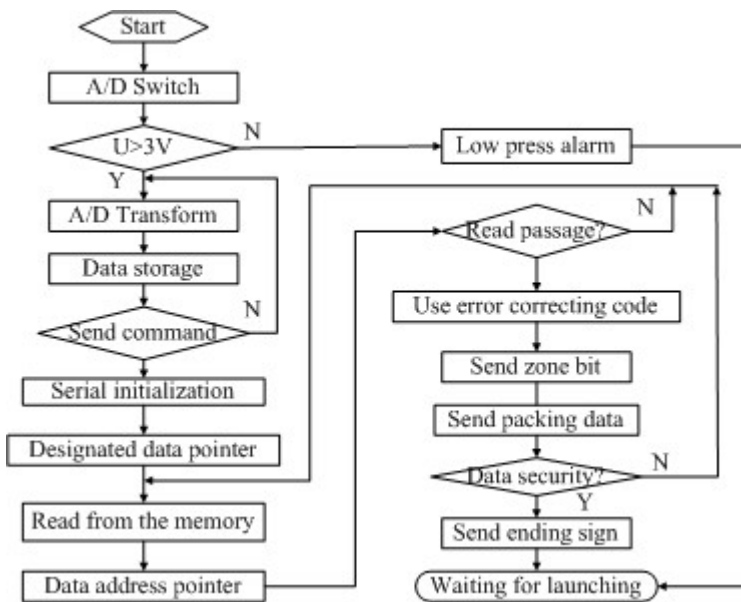 Start
A/D Switch
U>3V
N
Low press alarm
Y
A/D Transform
Data storage
Send command
N
Serial initialization
Designated data pointer
Read from the memory
Data address pointer
Read passage?
N
Use error correcting code
Send zone bit
Send packing data
Data security?
N
Y
Send ending sign
Waiting for launching